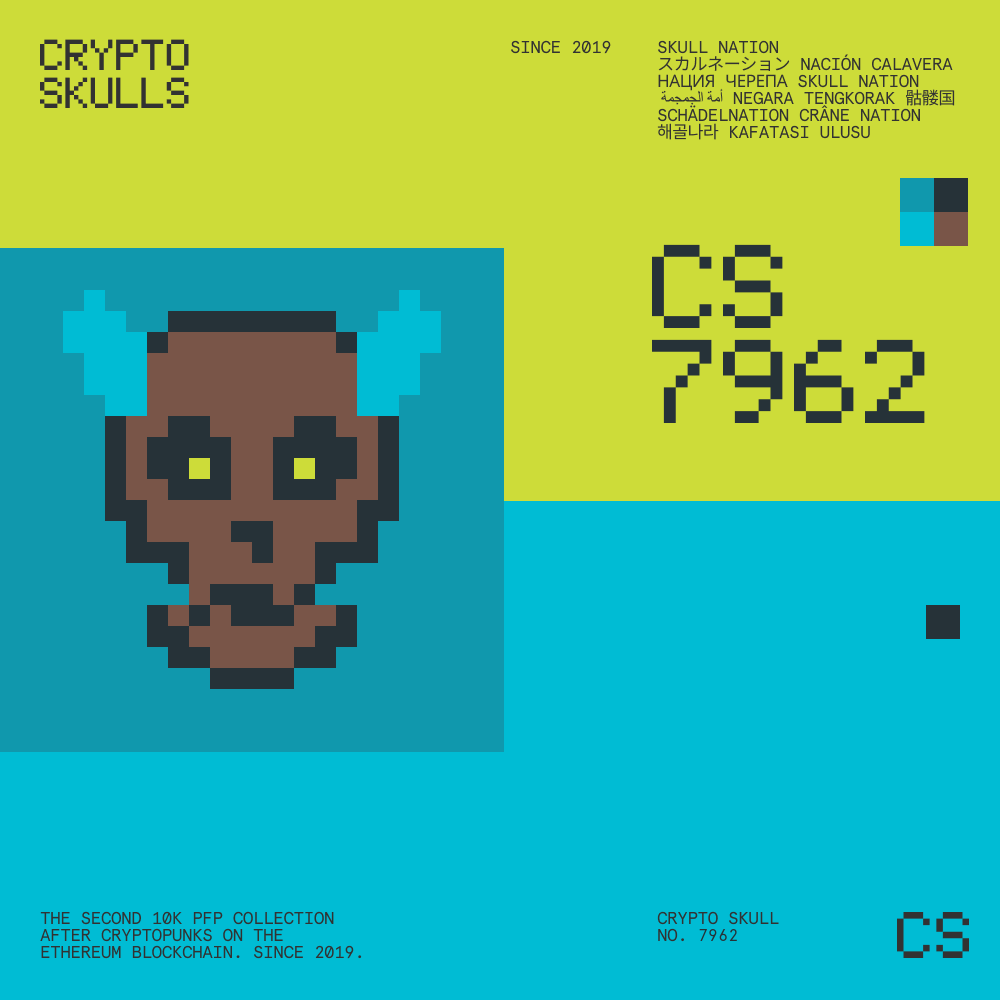 CRYPTO
SKULLS
SINCE 2019
SKULL NATION
スカルネーション NACIÓN CALAVERA
НАЦИЯ ЧЕРЕПА SKULL NATION
أمة الجمجمة NEGARA TENGKORAK 骷髅国
SCHÄDELNATION CRÂNE NATION
해골나라 KAFATASI ULUSU
CS
7962
THE SECOND 10K PFP COLLECTION
AFTER CRYPTOPUNKS ON THE
ETHEREUM BLOCKCHAIN. SINCE 2019.
CRYPTO SKULL
NO. 7962
CS